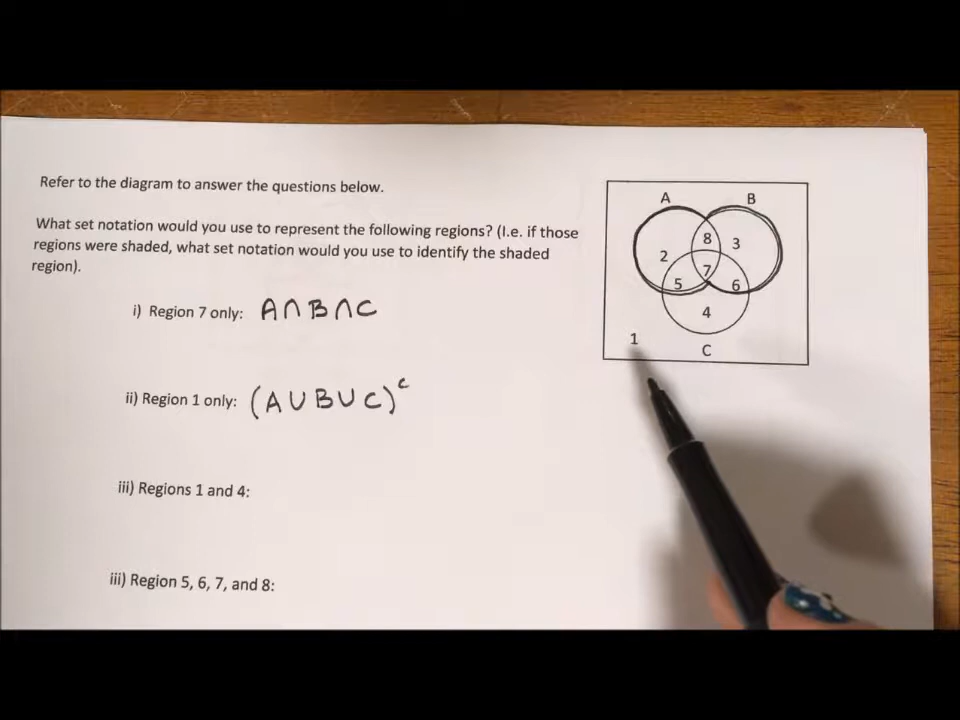 Refer to the diagram to answer the questions below.
What set notation would you use to represent the following regions? (I.e. if those
regions were shaded, what set notation would you use to identify the shaded
region).
i) Region 7 only: A∩B∩C
ii) Region 1 only: (A∪B∪C)ᶜ
iii) Regions 1 and 4:
iii) Region 5, 6, 7, and 8:
A B
8 3
2
7
5 6
4
1
C